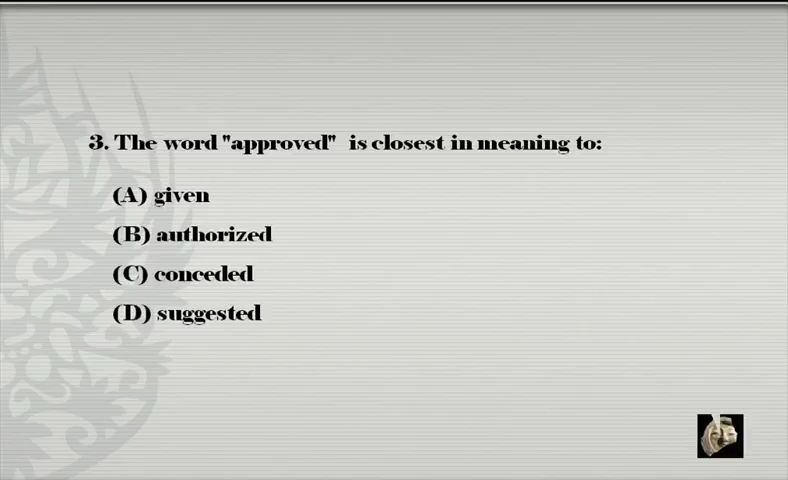 3. The word "approved" is closest in meaning to:
(A) given
(B) authorized
(C) conceded
(D) suggested